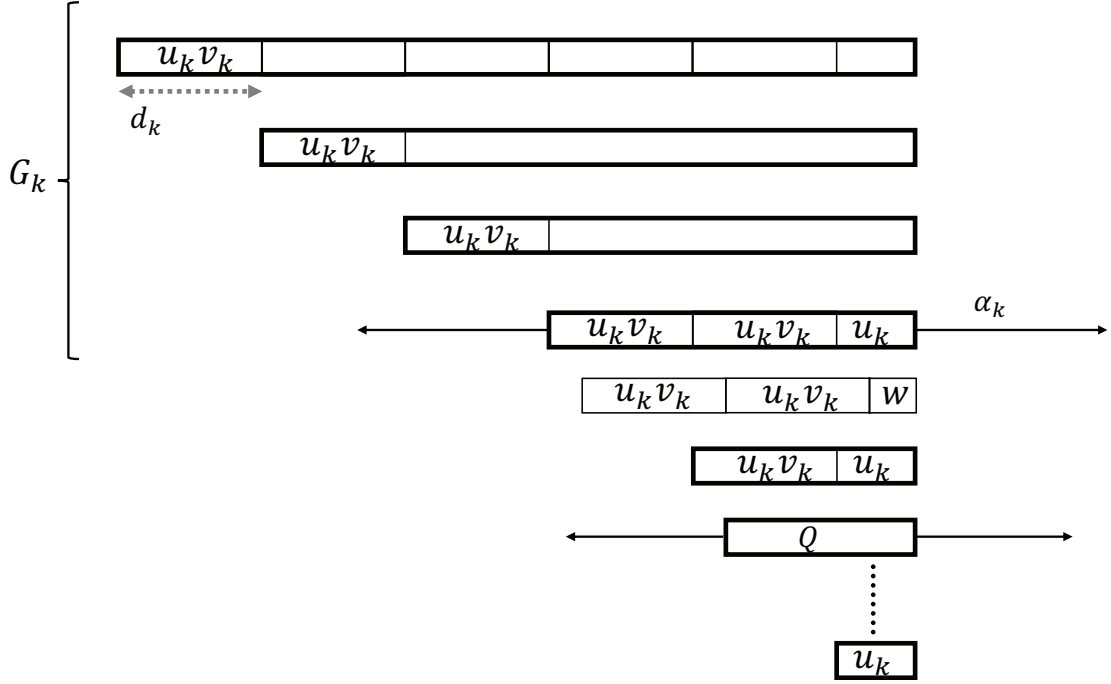 u_k v_k
d_k
u_k v_k
G_k
u_k v_k
α_k
u_k v_k u_k v_k u_k
u_k v_k u_k v_k w
u_k v_k u_k
Q
u_k